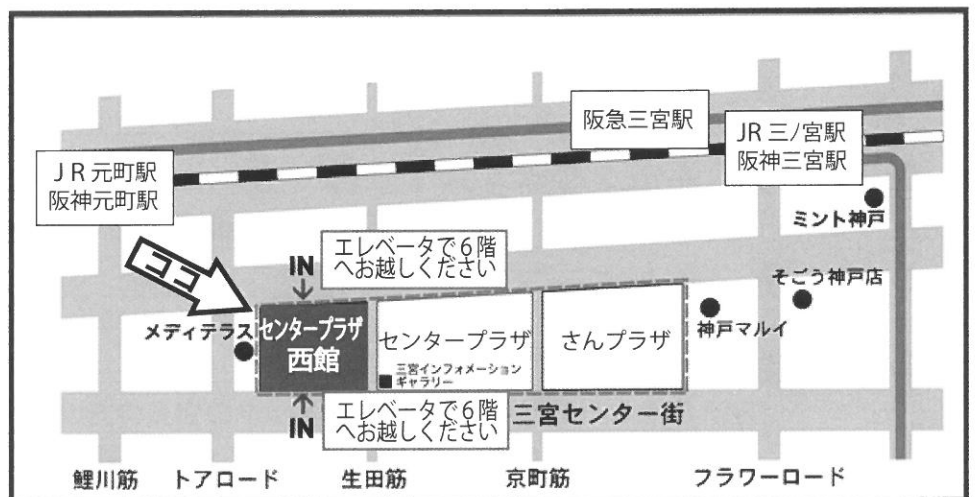 阪急三宮駅
JR 三ノ宮駅
阪神三宮駅
JR 元町駅
阪神元町駅
ミント神戸
ココ
IN
エレベータで6階
へお越しください
そごう神戸店
メディテラス
センタープラザ
西館
センタープラザ
三宮インフォメーション
ギャラリー
さんプラザ
神戸マルイ
IN
エレベータで6階
へお越しください
三宮センター街
鯉川筋
トアロード
生田筋
京町筋
フラワーロード